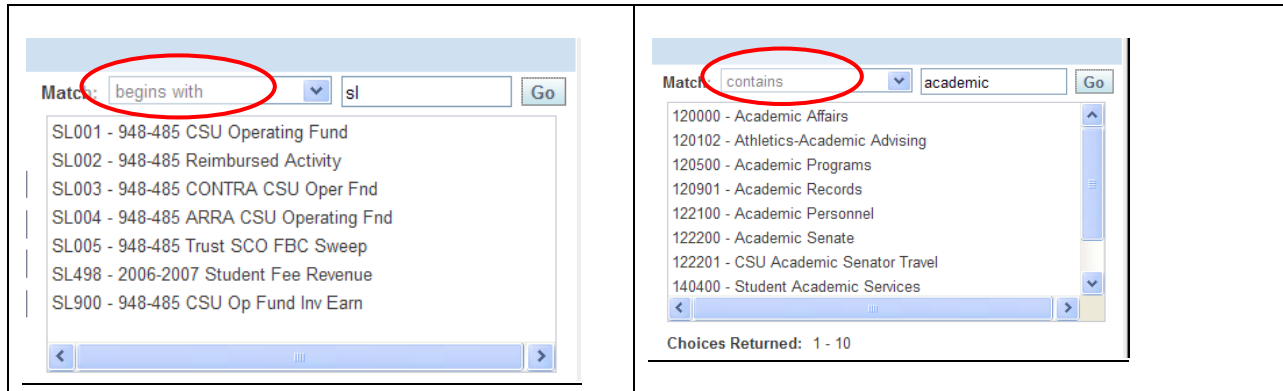 Match: begins with sl Go
SL001 - 948-485 CSU Operating Fund
SL002 - 948-485 Reimbursed Activity
SL003 - 948-485 CONTRA CSU Oper Fnd
SL004 - 948-485 ARRA CSU Operating Fnd
SL005 - 948-485 Trust SCO FBC Sweep
SL498 - 2006-2007 Student Fee Revenue
SL900 - 948-485 CSU Op Fund Inv Earn
Match: contains academic Go
120000 - Academic Affairs
120102 - Athletics-Academic Advising
120500 - Academic Programs
120901 - Academic Records
122100 - Academic Personnel
122200 - Academic Senate
122201 - CSU Academic Senator Travel
140400 - Student Academic Services
Choices Returned: 1 - 10